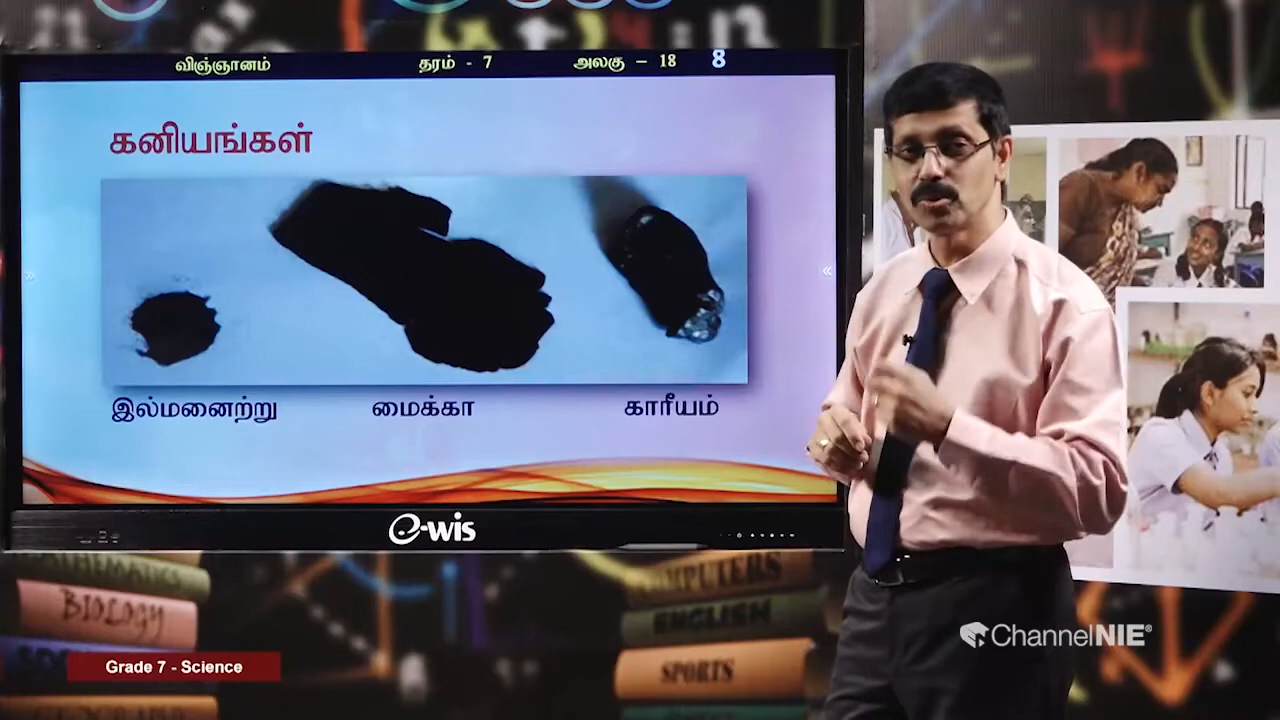 விஞ்ஞானம் தரம் - 7 அலகு – 18 8
கனியங்கள்
இல்மனைற்று மைக்கா காரீயம்
e-wis
MATHEMATICS
BIOLOGY
COMPUTERS
ENGLISH
SPORTS
Grade 7 - Science
ChannelNIE®